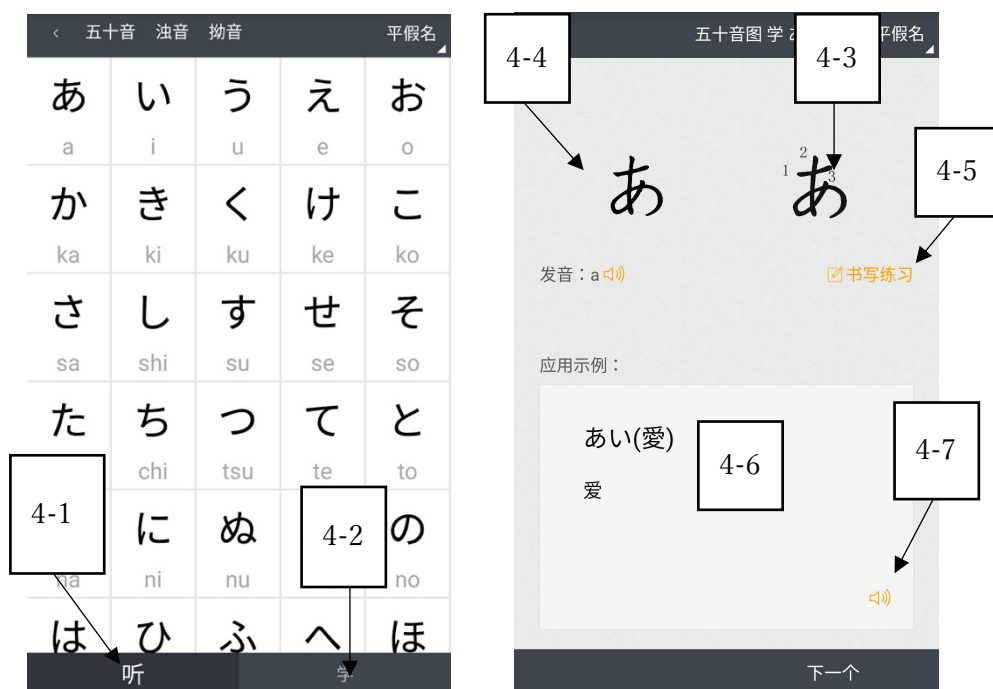 < 五十音 浊音 拗音 平假名
あ い う え お
a i u e o
か き く け こ
ka ki ku ke ko
さ し す せ そ
sa shi su se so
た ち つ て と
chi tsu te to
に ぬ の
na ni nu no
は ひ ふ へ ほ
听 学
4-1
4-2
五十音图 学 平假名
4-4
4-3
4-5
あ
1 2 3
あ
发音：a
书写练习
应用示例：
あい(愛)
爱
4-6
4-7
下一个